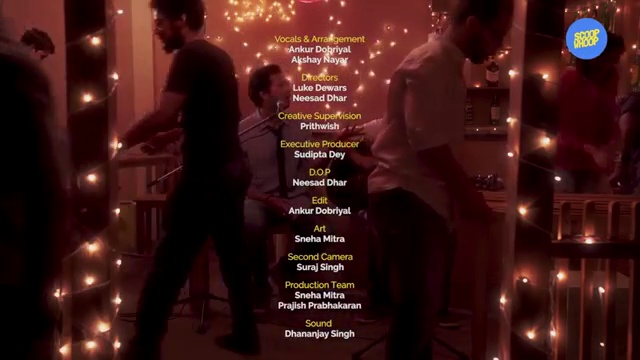 SCOOP
WHOOP
Vocals & Arrangement
Ankur Dobriyal
Akshay Nayar
Directors
Luke Dewars
Neesad Dhar
Creative Supervision
Prithwish
Executive Producer
Sudipta Dey
D.O.P
Neesad Dhar
Edit
Ankur Dobriyal
Art
Sneha Mitra
Second Camera
Suraj Singh
Production Team
Sneha Mitra
Prajish Prabhakaran
Sound
Dhananjay Singh